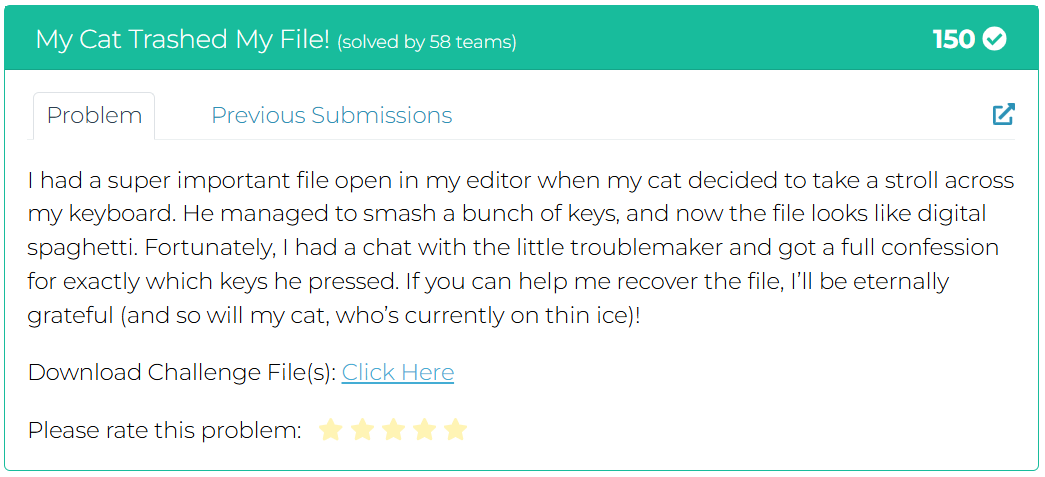 My Cat Trashed My File! (solved by 58 teams) 150
Problem Previous Submissions
I had a super important file open in my editor when my cat decided to take a stroll across
my keyboard. He managed to smash a bunch of keys, and now the file looks like digital
spaghetti. Fortunately, I had a chat with the little troublemaker and got a full confession
for exactly which keys he pressed. If you can help me recover the file, I’ll be eternally
grateful (and so will my cat, who’s currently on thin ice)!
Download Challenge File(s): Click Here
Please rate this problem: